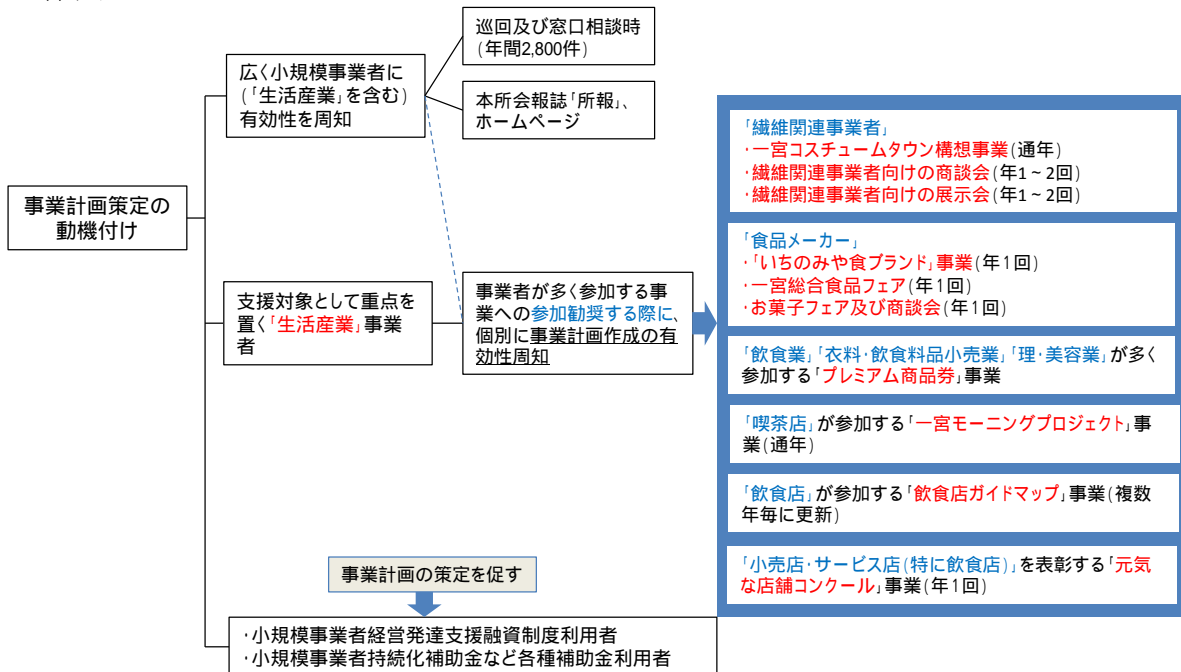 巡回及び窓口相談時
(年間2,800件)
広く小規模事業者に
(「生活産業」を含む)
有効性を周知
本所会報誌「所報」、
ホームページ
事業計画策定の
動機付け
支援対象として重点を
置く「生活産業」事業
者
事業者が多く参加する事
業への参加勧奨する際に、
個別に事業計画作成の有
効性周知
「繊維関連事業者」
・一宮コスチュームタウン構想事業(通年)
・繊維関連事業者向けの商談会(年1~2回)
・繊維関連事業者向けの展示会(年1~2回)
「食品メーカー」
・「いちのみや食ブランド」事業(年1回)
・一宮総合食品フェア(年1回)
・お菓子フェア及び商談会(年1回)
「飲食業」「衣料・飲食料品小売業」「理・美容業」が多く
参加する「プレミアム商品券」事業
「喫茶店」が参加する「一宮モーニングプロジェクト」事
業(通年)
「飲食店」が参加する「飲食店ガイドマップ」事業(複数
年毎に更新)
「小売店・サービス店(特に飲食店)」を表彰する「元気
な店舗コンクール」事業(年1回)
事業計画の策定を促す
・小規模事業者経営発達支援融資制度利用者
・小規模事業者持続化補助金など各種補助金利用者